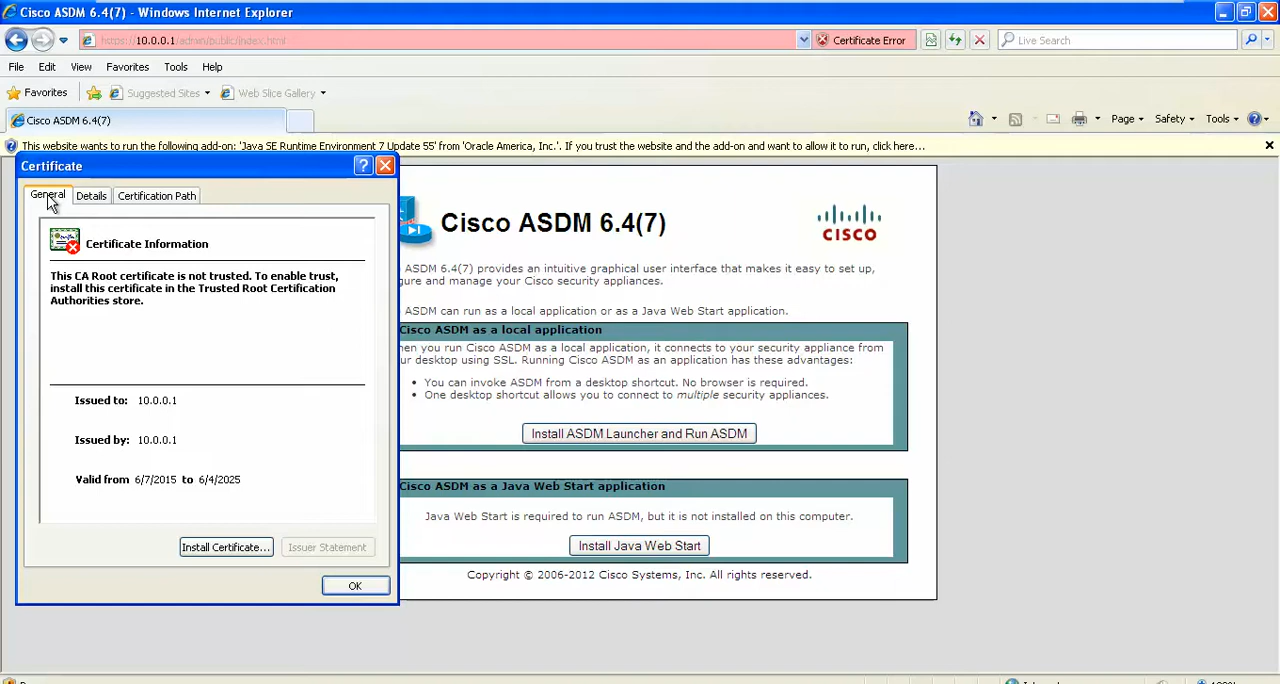 Cisco ASDM 6.4(7) - Windows Internet Explorer
https://10.0.0.1/admin/public/index.html
Certificate Error
Live Search
File Edit View Favorites Tools Help
Favorites Suggested Sites Web Slice Gallery
Cisco ASDM 6.4(7)
Page Safety Tools
This website wants to run the following add-on: 'Java SE Runtime Environment 7 Update 55' from 'Oracle America, Inc.'. If you trust the website and the add-on and want to allow it to run, click here...
Certificate
General Details Certification Path
Certificate Information
This CA Root certificate is not trusted. To enable trust,
install this certificate in the Trusted Root Certification
Authorities store.
Issued to: 10.0.0.1
Issued by: 10.0.0.1
Valid from 6/7/2015 to 6/4/2025
Install Certificate... Issuer Statement
OK
Cisco ASDM 6.4(7)
CISCO
ASDM 6.4(7) provides an intuitive graphical user interface that makes it easy to set up,
gure and manage your Cisco security appliances.
ASDM can run as a local application or as a Java Web Start application.
Cisco ASDM as a local application
en you run Cisco ASDM as a local application, it connects to your security appliance from
ur desktop using SSL. Running Cisco ASDM as an application has these advantages:
• You can invoke ASDM from a desktop shortcut. No browser is required.
• One desktop shortcut allows you to connect to multiple security appliances.
Install ASDM Launcher and Run ASDM
Cisco ASDM as a Java Web Start application
Java Web Start is required to run ASDM, but it is not installed on this computer.
Install Java Web Start
Copyright © 2006-2012 Cisco Systems, Inc. All rights reserved.